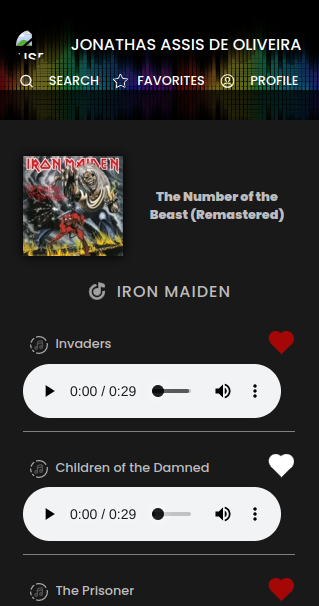 JONATHAS ASSIS DE OLIVEIRA
SEARCH FAVORITES PROFILE
IRON MAIDEN
The Number of the
Beast (Remastered)
IRON MAIDEN
Invaders
0:00 / 0:29
Children of the Damned
0:00 / 0:29
The Prisoner